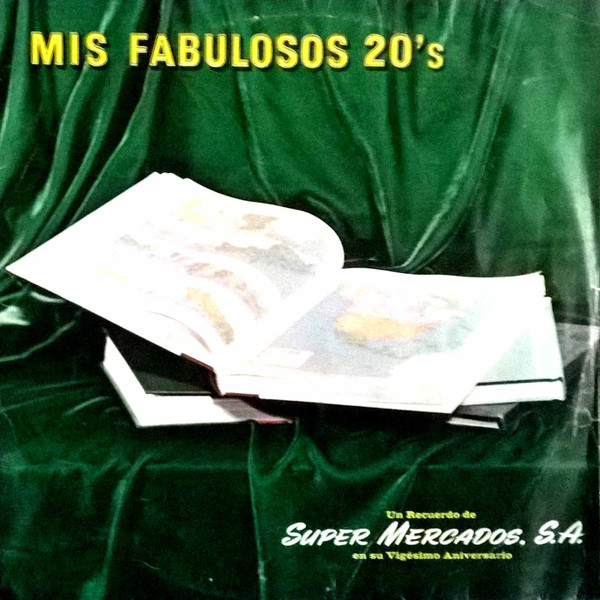 MIS FABULOSOS 20's
Un Recuerdo de
SUPER MERCADOS, S.A.
en su Vigésimo Aniversario